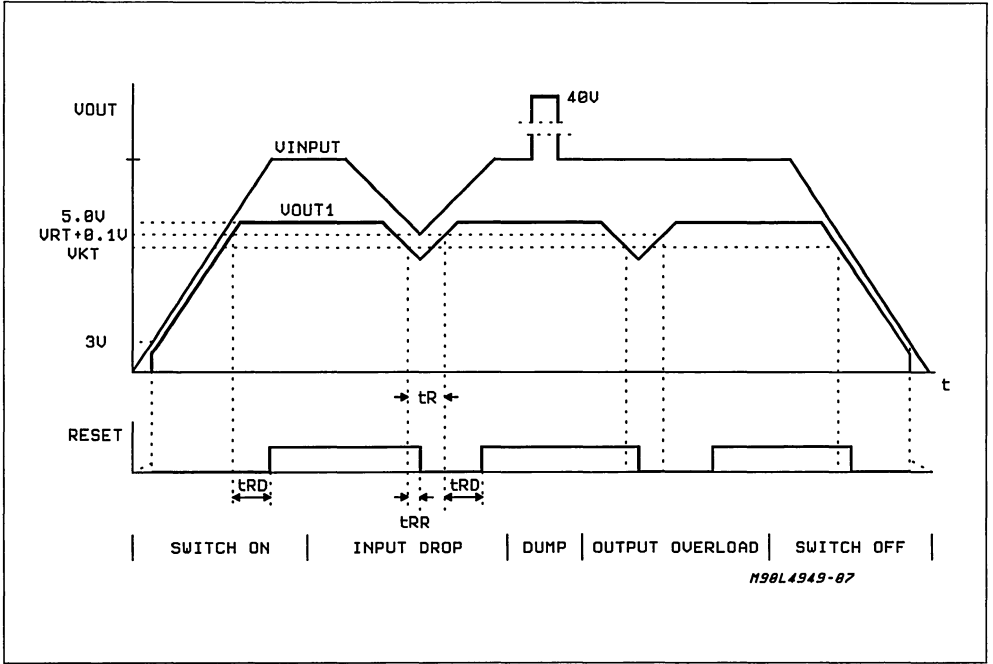 VOUT
40V
VINPUT
5.0V
VOUT1
VRT+0.1V
VKT
3V
t
tR
RESET
tRD
tRD
tRR
SWITCH ON | INPUT DROP | DUMP | OUTPUT OVERLOAD | SWITCH OFF
M90L4949-07